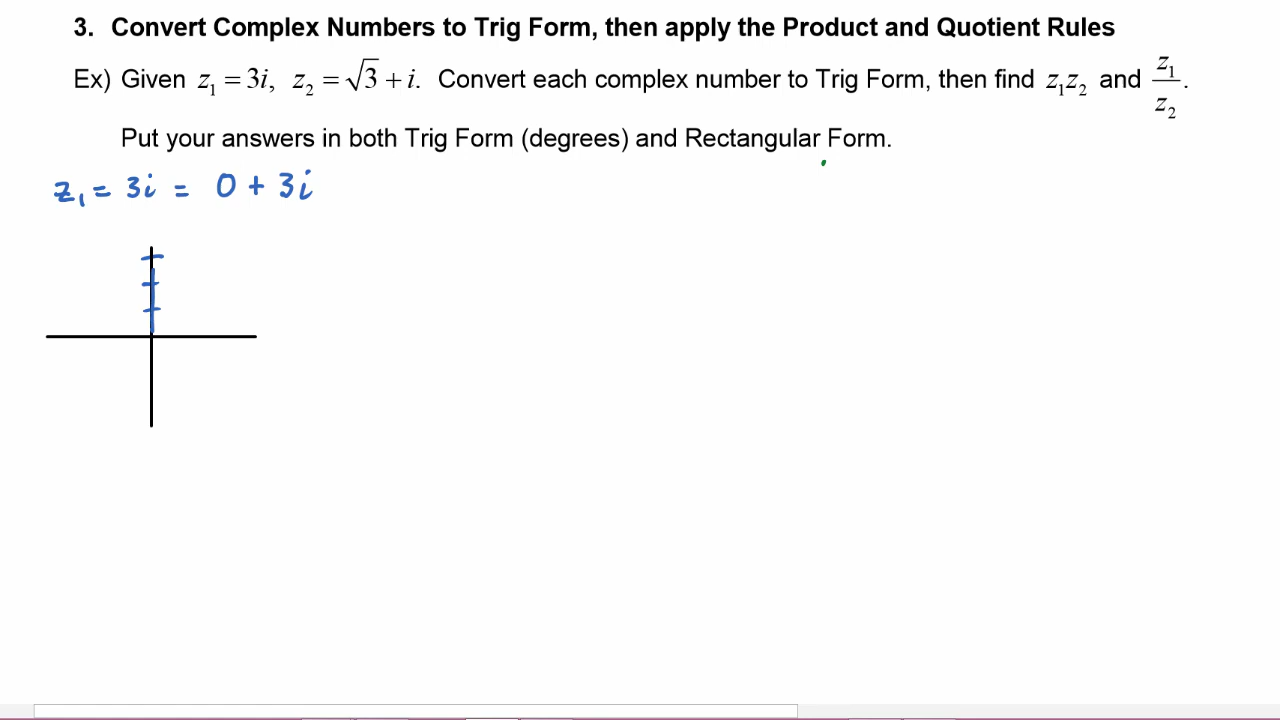 3. Convert Complex Numbers to Trig Form, then apply the Product and Quotient Rules
Ex) Given z₁ = 3i, z₂ = √3 + i. Convert each complex number to Trig Form, then find z₁z₂ and z₁/z₂.
Put your answers in both Trig Form (degrees) and Rectangular Form.
z₁ = 3i = 0 + 3i